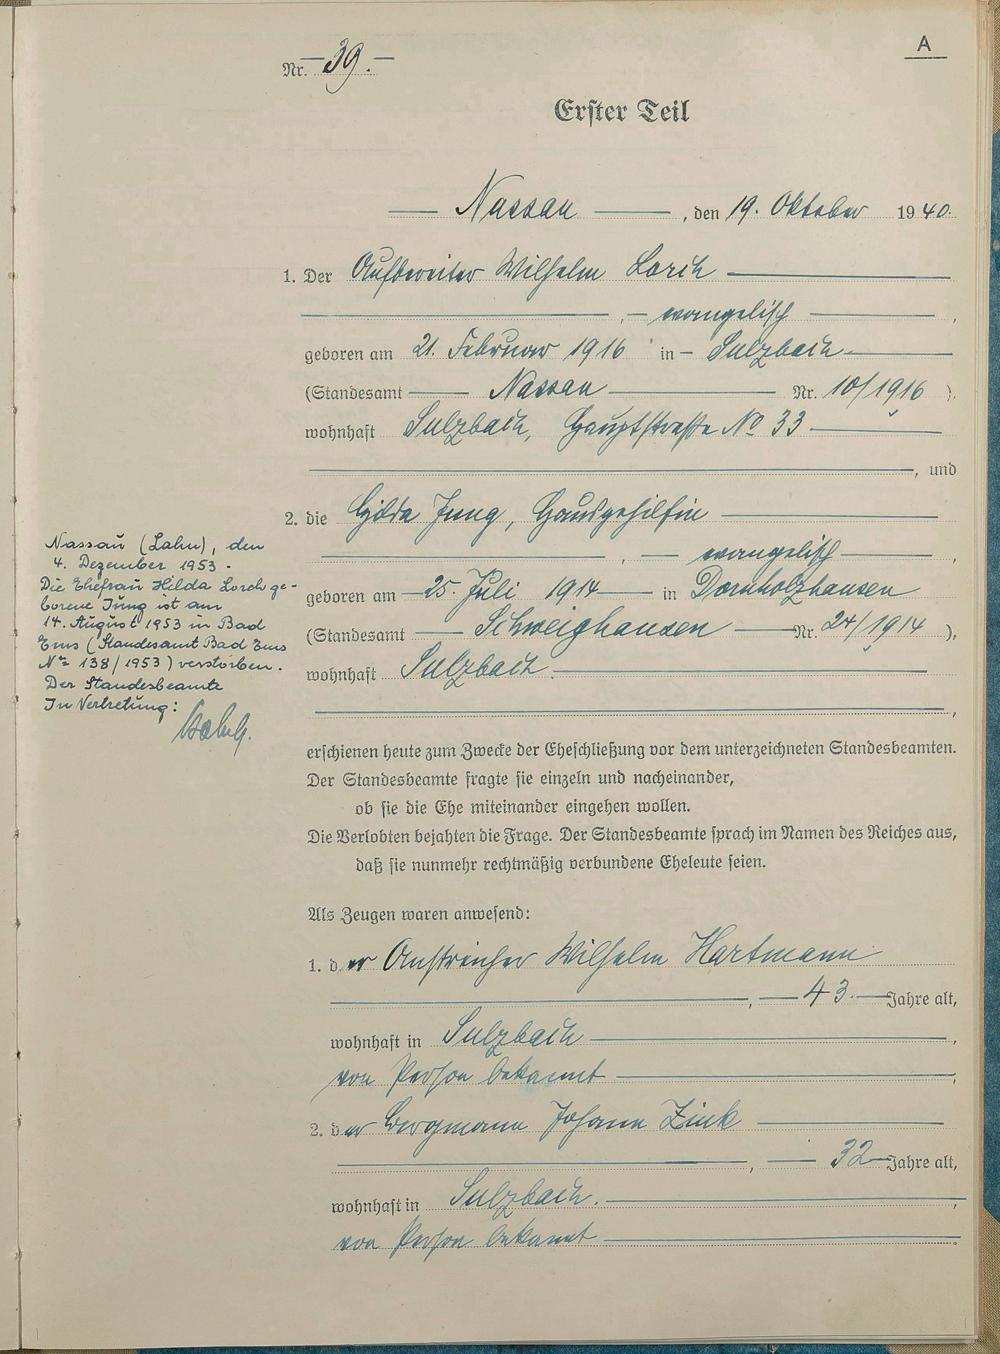 A
Nr. 39.
Erster Teil
Nassau, den 19. Oktober 1940.
1. Der Aufbereiter Wilhelm Lorch
, evangelisch,
geboren am 21. Februar 1916 in Sulzbach
(Standesamt Nassau Nr. 10/1916),
wohnhaft Sulzbach, Hauptstraße No 33
, und
2. die Hilda Jung, Hausgehilfin
, evangelisch,
geboren am 25. Juli 1914 in Dornholzhausen
(Standesamt Schweighausen Nr. 24/1914),
wohnhaft Sulzbach.
,
Nassau (Lahn), den
4. Dezember 1953.
Die Ehefrau Hilda Lorch ge-
borene Jung ist am
14. August 1953 in Bad
Ems (Standesamt Bad Ems
No 138/1953) verstorben.
Der Standesbeamte
In Vertretung:
erschienen heute zum Zwecke der Eheschließung vor dem unterzeichneten Standesbeamten.
Der Standesbeamte fragte sie einzeln und nacheinander,
ob sie die Ehe miteinander eingehen wollen.
Die Verlobten bejahten die Frage. Der Standesbeamte sprach im Namen des Reiches aus,
daß sie nunmehr rechtmäßig verbundene Eheleute seien.
Als Zeugen waren anwesend:
1. der Anstreicher Wilhelm Hartmann
, 43. Jahre alt,
wohnhaft in Sulzbach,
von Person bekannt;
2. der Bergmann Johann Zink
, 32 Jahre alt,
wohnhaft in Sulzbach.,
von Person bekannt.